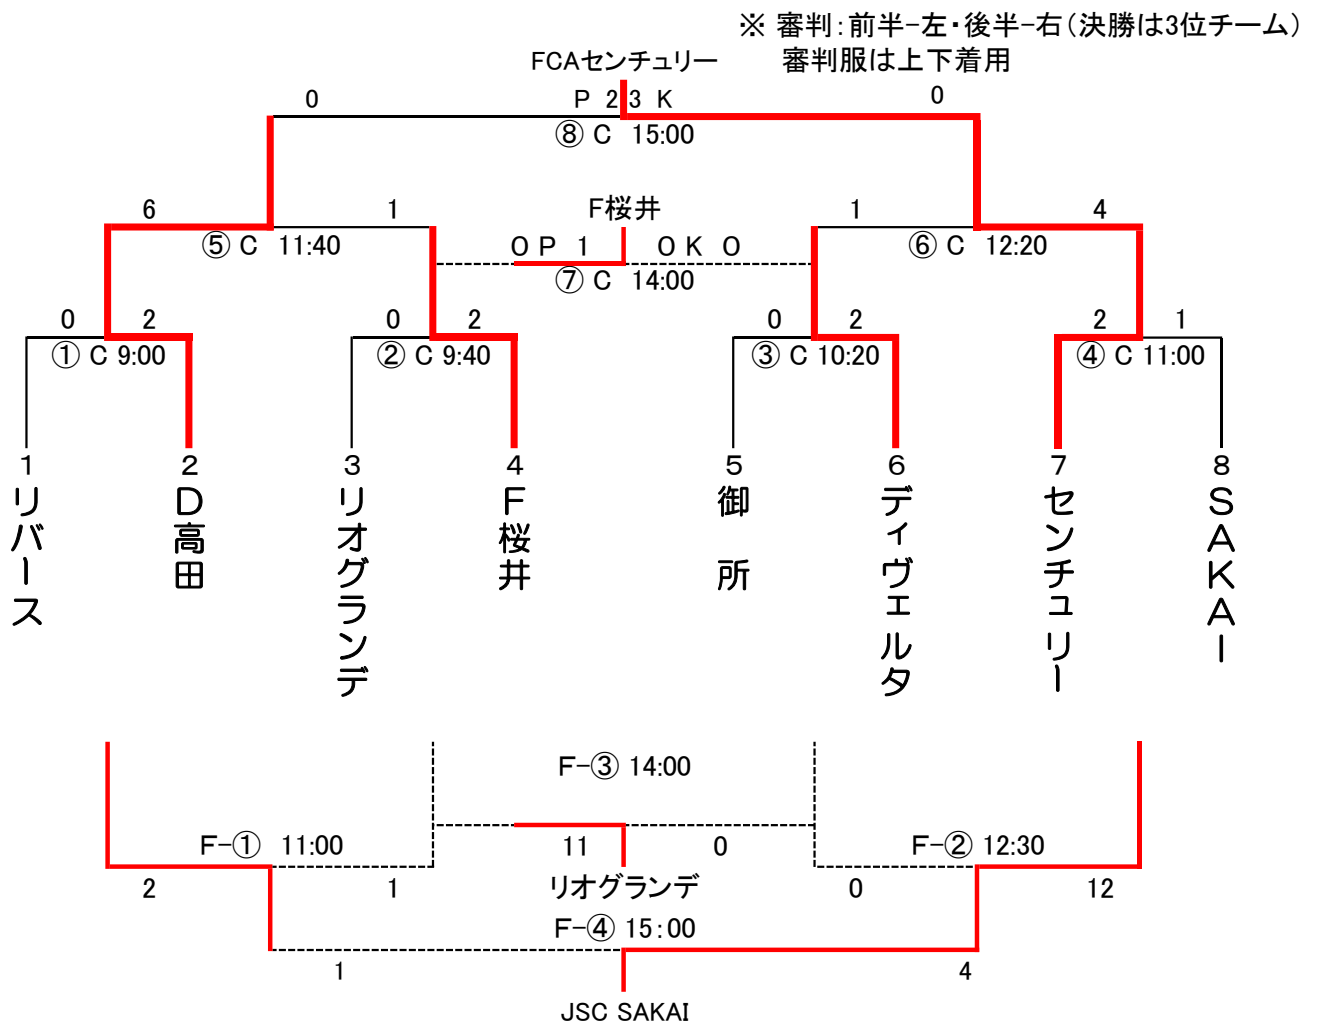 ※ 審判：前半−左・後半−右（決勝は3位チーム）
審判服は上下着用
FCAセンチュリー
0 P 2 3 K 0
⑧ C 15:00
6 1 F桜井 1 4
⑤ C 11:40 0 P 1 0 K 0 ⑥ C 12:20
⑦ C 14:00
0 2 0 2 0 2 2 1
① C 9:00 ② C 9:40 ③ C 10:20 ④ C 11:00
1 2 3 4 5 6 7 8
リバース
D高田
リオグランデ
F桜井
御所
ディヴェルタ
センチュリー
SAKAI
F−③ 14:00
F−① 11:00 11 0 F−② 12:30
2 1 リオグランデ 0 12
F−④ 15:00
1 4
JSC SAKAI